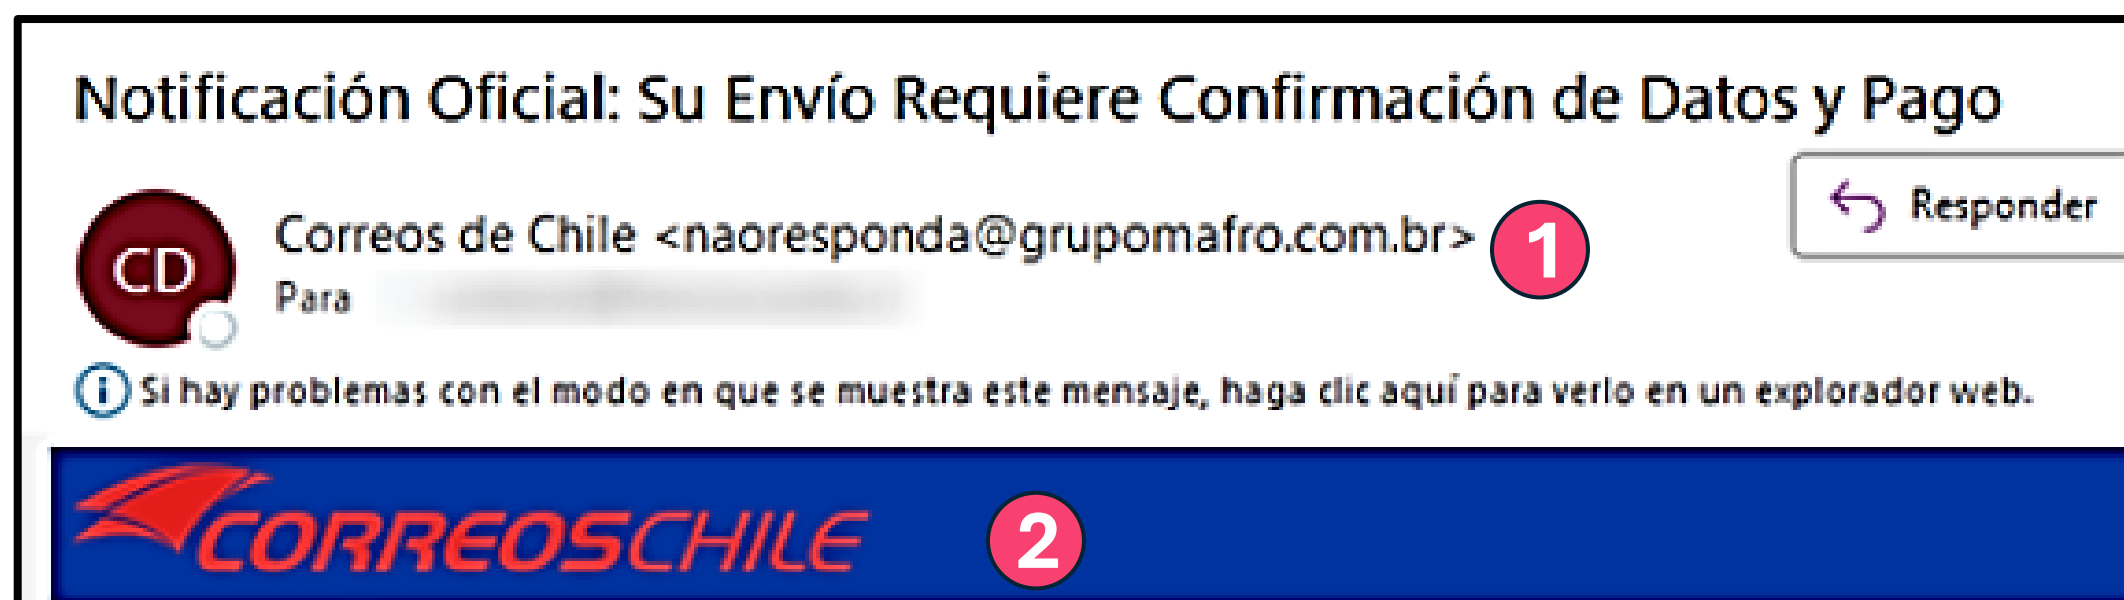 Notificación Oficial: Su Envío Requiere Confirmación de Datos y Pago
Responder
CD
Correos de Chile <naoresponda@grupomafro.com.br>
1
Para
i
Si hay problemas con el modo en que se muestra este mensaje, haga clic aquí para verlo en un explorador web.
CORREOSCHILE
2